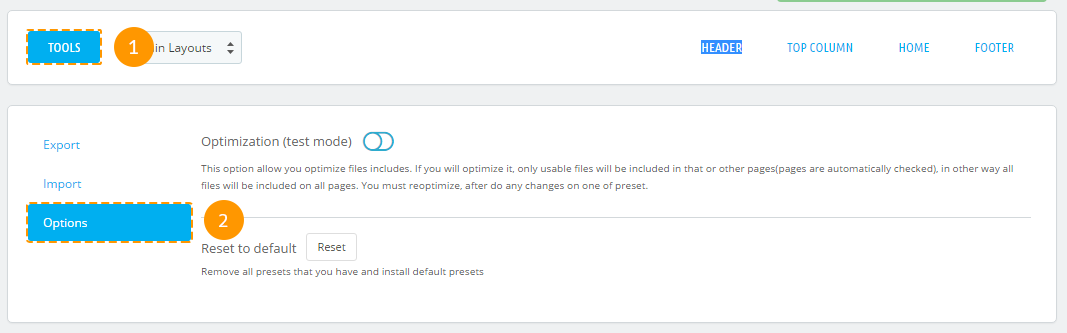 TOOLS 1 in Layouts HEADER TOP COLUMN HOME FOOTER
Export
Optimization (test mode)
This option allow you optimize files includes. If you will optimize it, only usable files will be included in that or other pages(pages are automatically checked), in other way all
files will be included on all pages. You must reoptimize, after do any changes on one of preset.
Import
Options 2
Reset to default Reset
Remove all presets that you have and install default presets